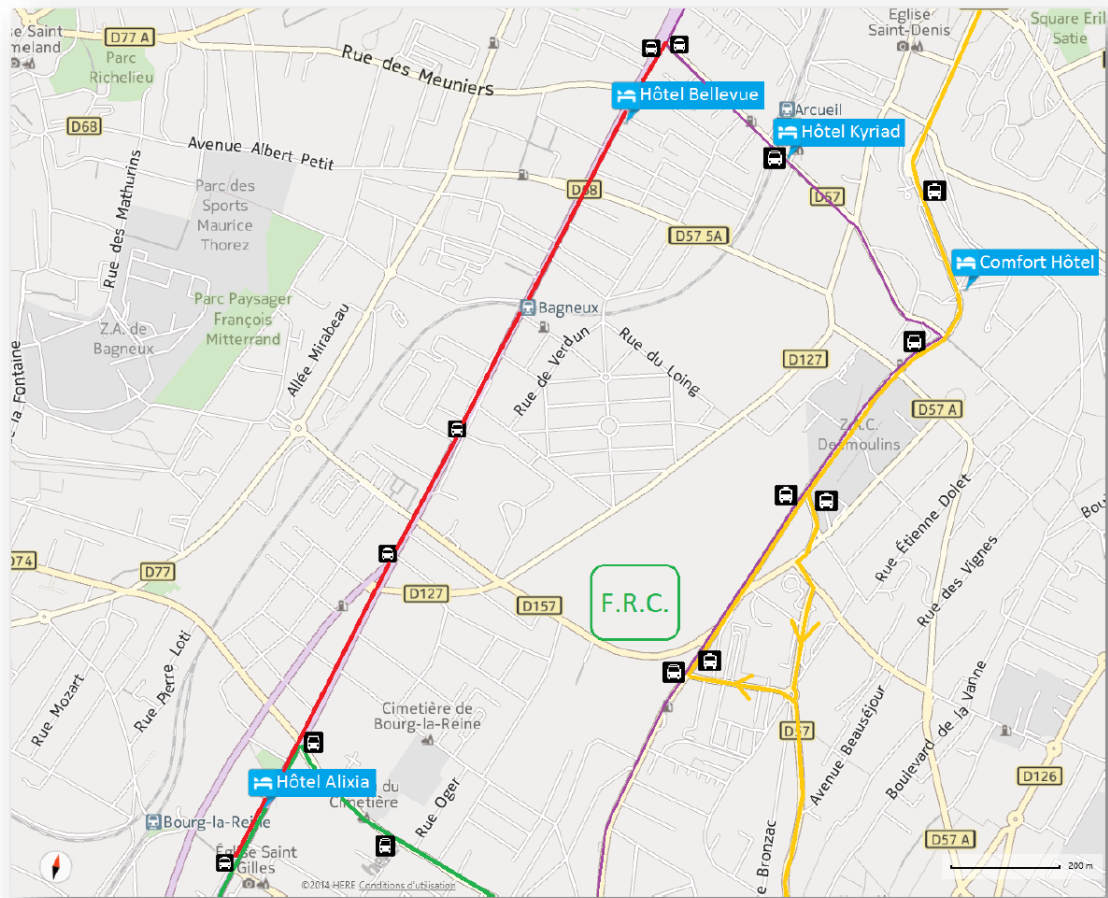 se Saint
meland
D77 A
Parc
Richelieu
Rue des Meuniers
Eglise
Saint-Denis
Square Eril
Satie
Hôtel Bellevue
Arcueil
Hôtel Kyriad
D68
Avenue Albert Petit
Rue des Mathurins
Parc des
Sports
Maurice
Thorez
D68
D57
D57 5A
Comfort Hôtel
Parc Paysager
François
Mitterrand
Z.A. de
Bagneux
la Fontaine
Allée Mirabeau
Bagneux
Rue de Verdun
Rue du Loing
D127
D57 A
Z.A.C.
Desmoulins
Rue Étienne Dolet
Bou
Rue des Vignes
D74
D77
D127
D157
F.R.C.
Rue Pierre Loti
Rue Mozart
Cimetière de
Bourg-la-Reine
D57
Avenue Beauséjour
Boulevard de la Vanne
D126
Hôtel Alixia
du
Cimetière
Rue Oger
Bourg-la-Reine
Église Saint
Gilles
e Bronzac
D57 A
200 m
©2014 HERE Conditions d'utilisation